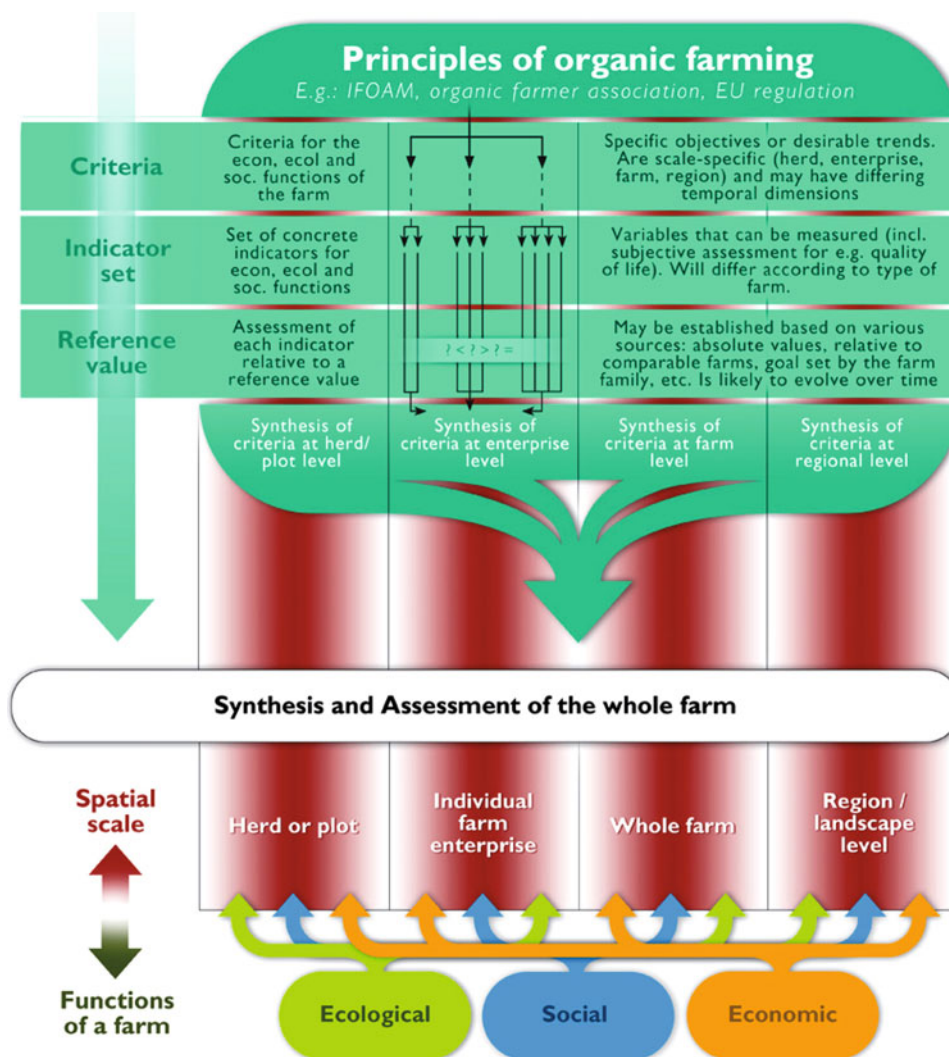 Principles of organic farming
E.g.: IFOAM, organic farmer association, EU regulation
Criteria
Criteria for the
econ, ecol and
soc. functions of
the farm
Specific objectives or desirable trends.
Are scale-specific (herd, enterprise,
farm, region) and may have differing
temporal dimensions
Indicator
set
Set of concrete
indicators for
econ, ecol and
soc. functions
Variables that can be measured (incl.
subjective assessment for e.g. quality
of life). Will differ according to type of
farm.
Reference
value
Assessment of
each indicator
relative to a
reference value
? < ? > ? =
May be established based on various
sources: absolute values, relative to
comparable farms, goal set by the farm
family, etc. Is likely to evolve over time
Synthesis of
criteria at herd/
plot level
Synthesis of
criteria at enterprise
level
Synthesis of
criteria at farm
level
Synthesis of
criteria at
regional level
Synthesis and Assessment of the whole farm
Spatial
scale
Herd or plot
Individual
farm
enterprise
Whole farm
Region /
landscape
level
Functions
of a farm
Ecological
Social
Economic